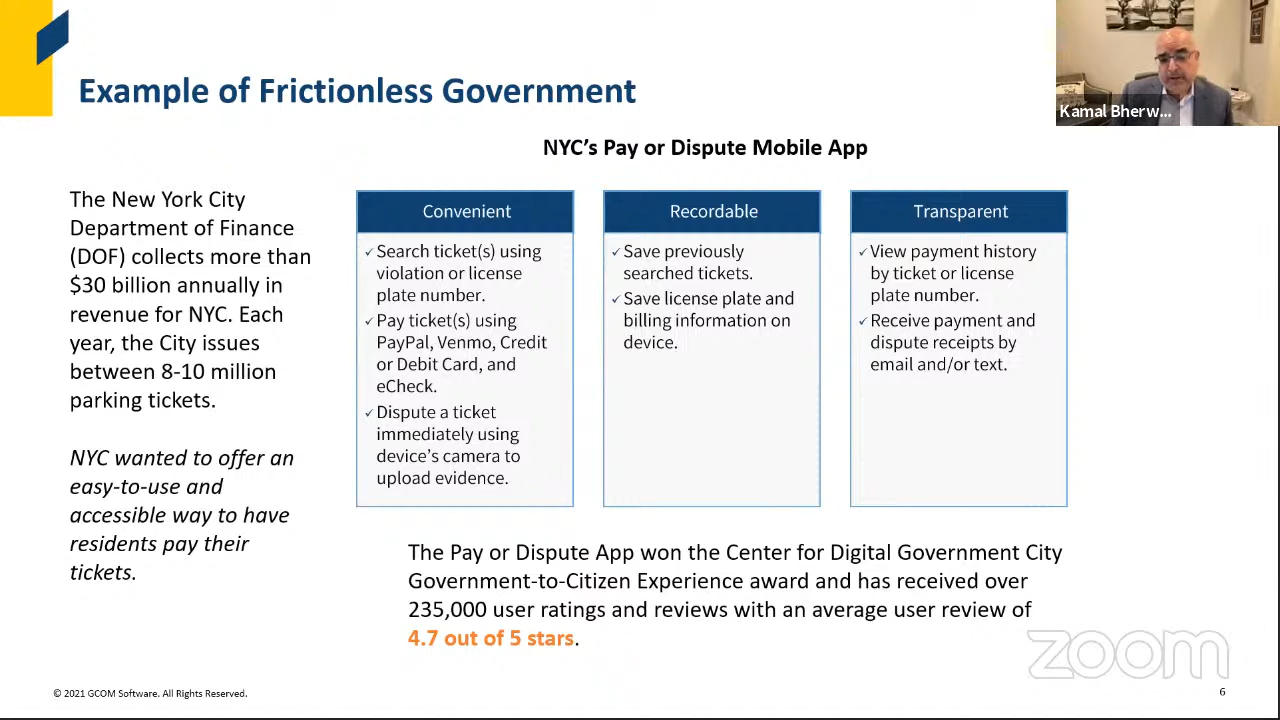 Example of Frictionless Government
Kamal Bherw...
NYC's Pay or Dispute Mobile App
The New York City
Department of Finance
(DOF) collects more than
$30 billion annually in
revenue for NYC. Each
year, the City issues
between 8-10 million
parking tickets.
NYC wanted to offer an
easy-to-use and
accessible way to have
residents pay their
tickets.
Convenient
✓Search ticket(s) using
violation or license
plate number.
✓Pay ticket(s) using
PayPal, Venmo, Credit
or Debit Card, and
eCheck.
✓Dispute a ticket
immediately using
device's camera to
upload evidence.
Recordable
✓Save previously
searched tickets.
✓Save license plate and
billing information on
device.
Transparent
✓View payment history
by ticket or license
plate number.
✓Receive payment and
dispute receipts by
email and/or text.
The Pay or Dispute App won the Center for Digital Government City
Government-to-Citizen Experience award and has received over
235,000 user ratings and reviews with an average user review of
4.7 out of 5 stars.
zoom
© 2021 GCOM Software. All Rights Reserved.
6